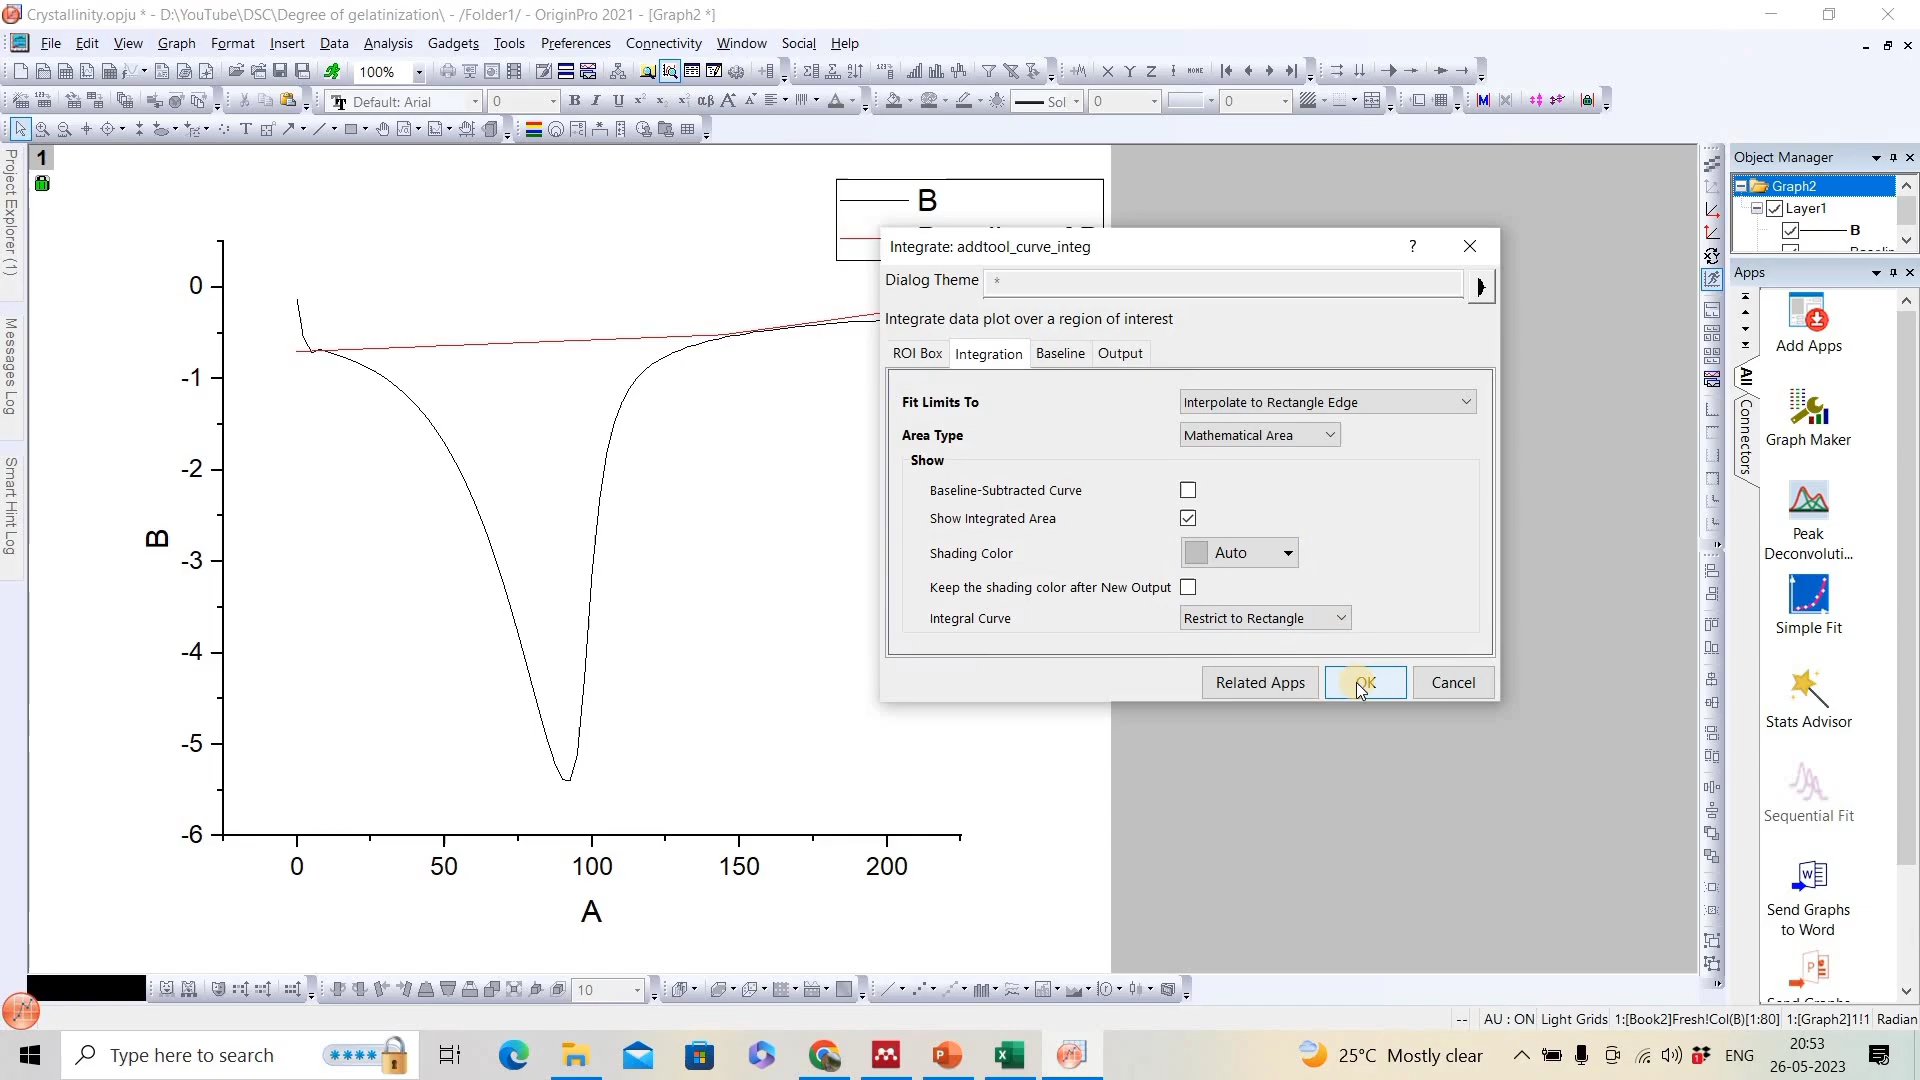 Crystallinity.opju * - D:\YouTube\DSC\Degree of gelatinization\ - /Folder1/ - OriginPro 2021 - [Graph2 *]
File Edit View Graph Insert Data Analysis Gadgets Tools Preferences Connectivity Window Social Help
100%
Default: Arial 0 B I U Sol 0 0
Project Explorer (1)
Messages Log
Smart Hint Log
1
B
0
-1
-2
-3
-4
-5
-6
B
0 50 100 150 200
A
Integrate: addtool_curve_integ ?
Dialog Theme *
Integrate data plot over a region of interest
ROI Box Integration Baseline Output
Fit Limits To Interpolate to Rectangle Edge
Area Type Mathematical Area
Show
Baseline-Subtracted Curve
Show Integrated Area
Shading Color Auto
Keep the shading color after New Output
Integral Curve Restrict to Rectangle
Related Apps OK Cancel
Object Manager
Graph2
Layer1
B
Apps
All
Connectors
Add Apps
Graph Maker
Peak
Deconvoluti...
Simple Fit
Stats Advisor
Sequential Fit
Send Graphs
to Word
10
-- AU : ON Light Grids 1:[Book2]Fresh!Col(B)[1:80] 1:[Graph2]1!1 Radian
Type here to search
25°C Mostly clear
ENG
20:53
26-05-2023